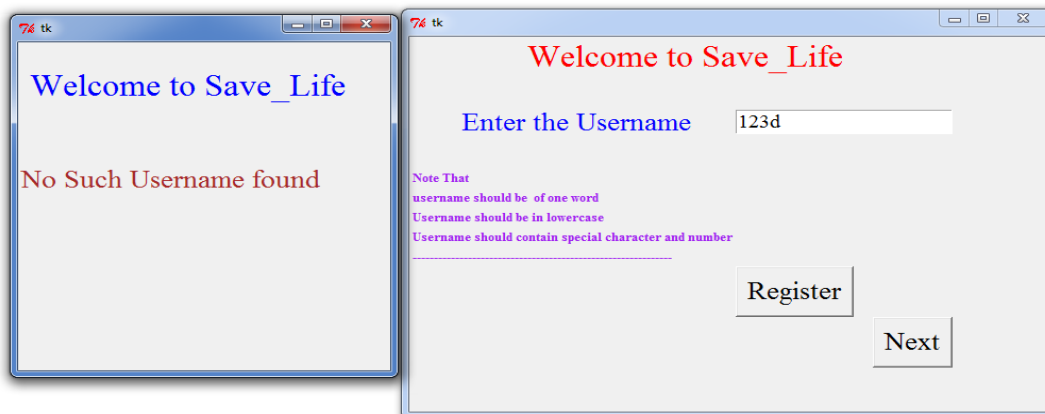 tk
Welcome to Save_Life
No Such Username found
tk
Welcome to Save_Life
Enter the Username 123d
Note That
username should be of one word
Username should be in lowercase
Username should contain special character and number
------------------------------------------------------------
Register
Next